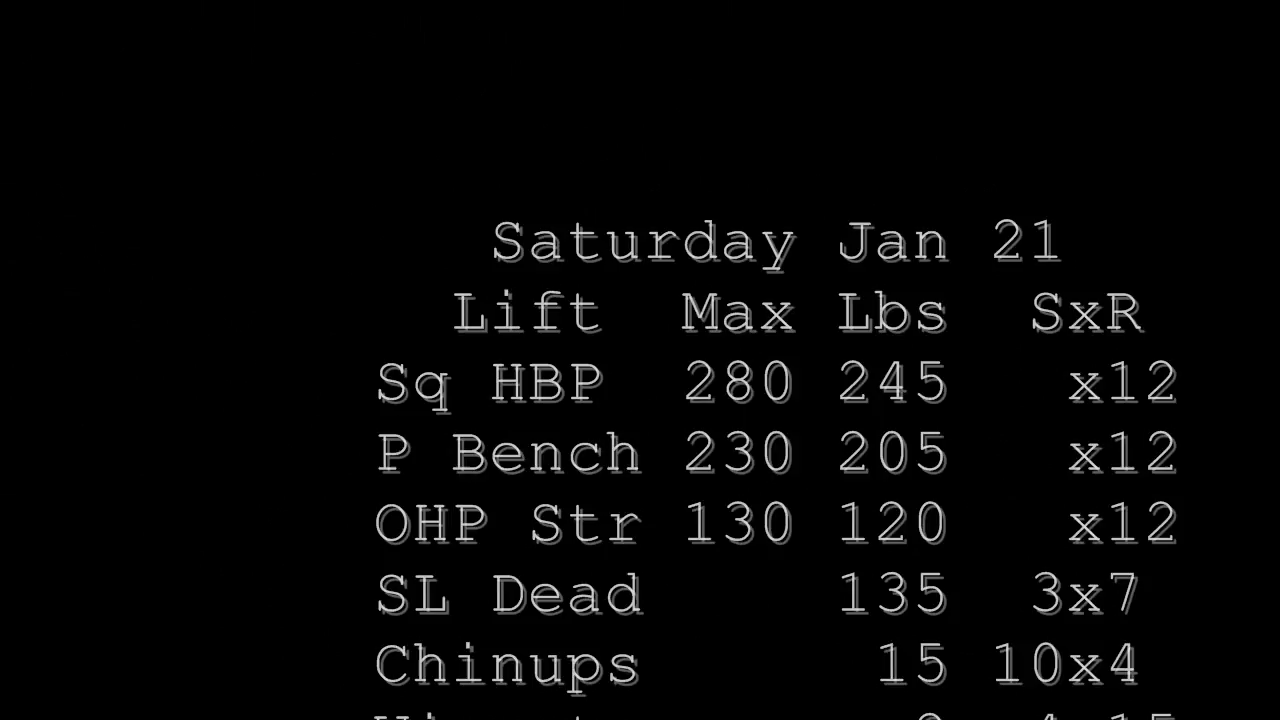 Saturday Jan 21
Lift Max Lbs SxR
Sq HBP 280 245 x12
P Bench 230 205 x12
OHP Str 130 120 x12
SL Dead 135 3x7
Chinups 15 10x4